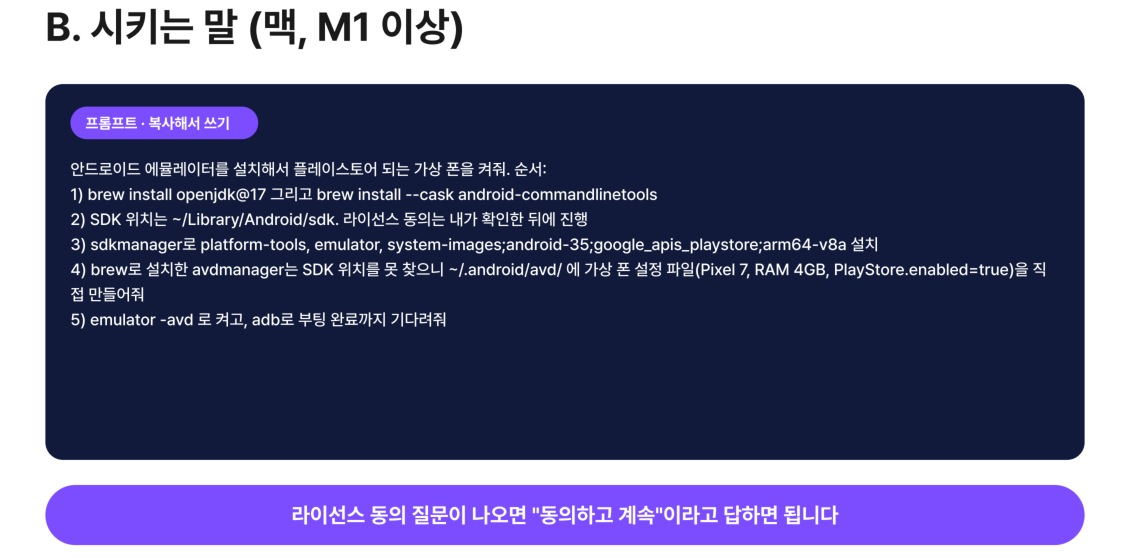 B. 시키는 말 (맥, M1 이상)
프롬프트 · 복사해서 쓰기
안드로이드 에뮬레이터를 설치해서 플레이스토어 되는 가상 폰을 켜줘. 순서:
1) brew install openjdk@17 그리고 brew install --cask android-commandlinetools
2) SDK 위치는 ~/Library/Android/sdk. 라이선스 동의는 내가 확인한 뒤에 진행
3) sdkmanager로 platform-tools, emulator, system-images;android-35;google_apis_playstore;arm64-v8a 설치
4) brew로 설치한 avdmanager는 SDK 위치를 못 찾으니 ~/.android/avd/ 에 가상 폰 설정 파일(Pixel 7, RAM 4GB, PlayStore.enabled=true)을 직
접 만들어줘
5) emulator -avd 로 켜고, adb로 부팅 완료까지 기다려줘
라이선스 동의 질문이 나오면 "동의하고 계속"이라고 답하면 됩니다